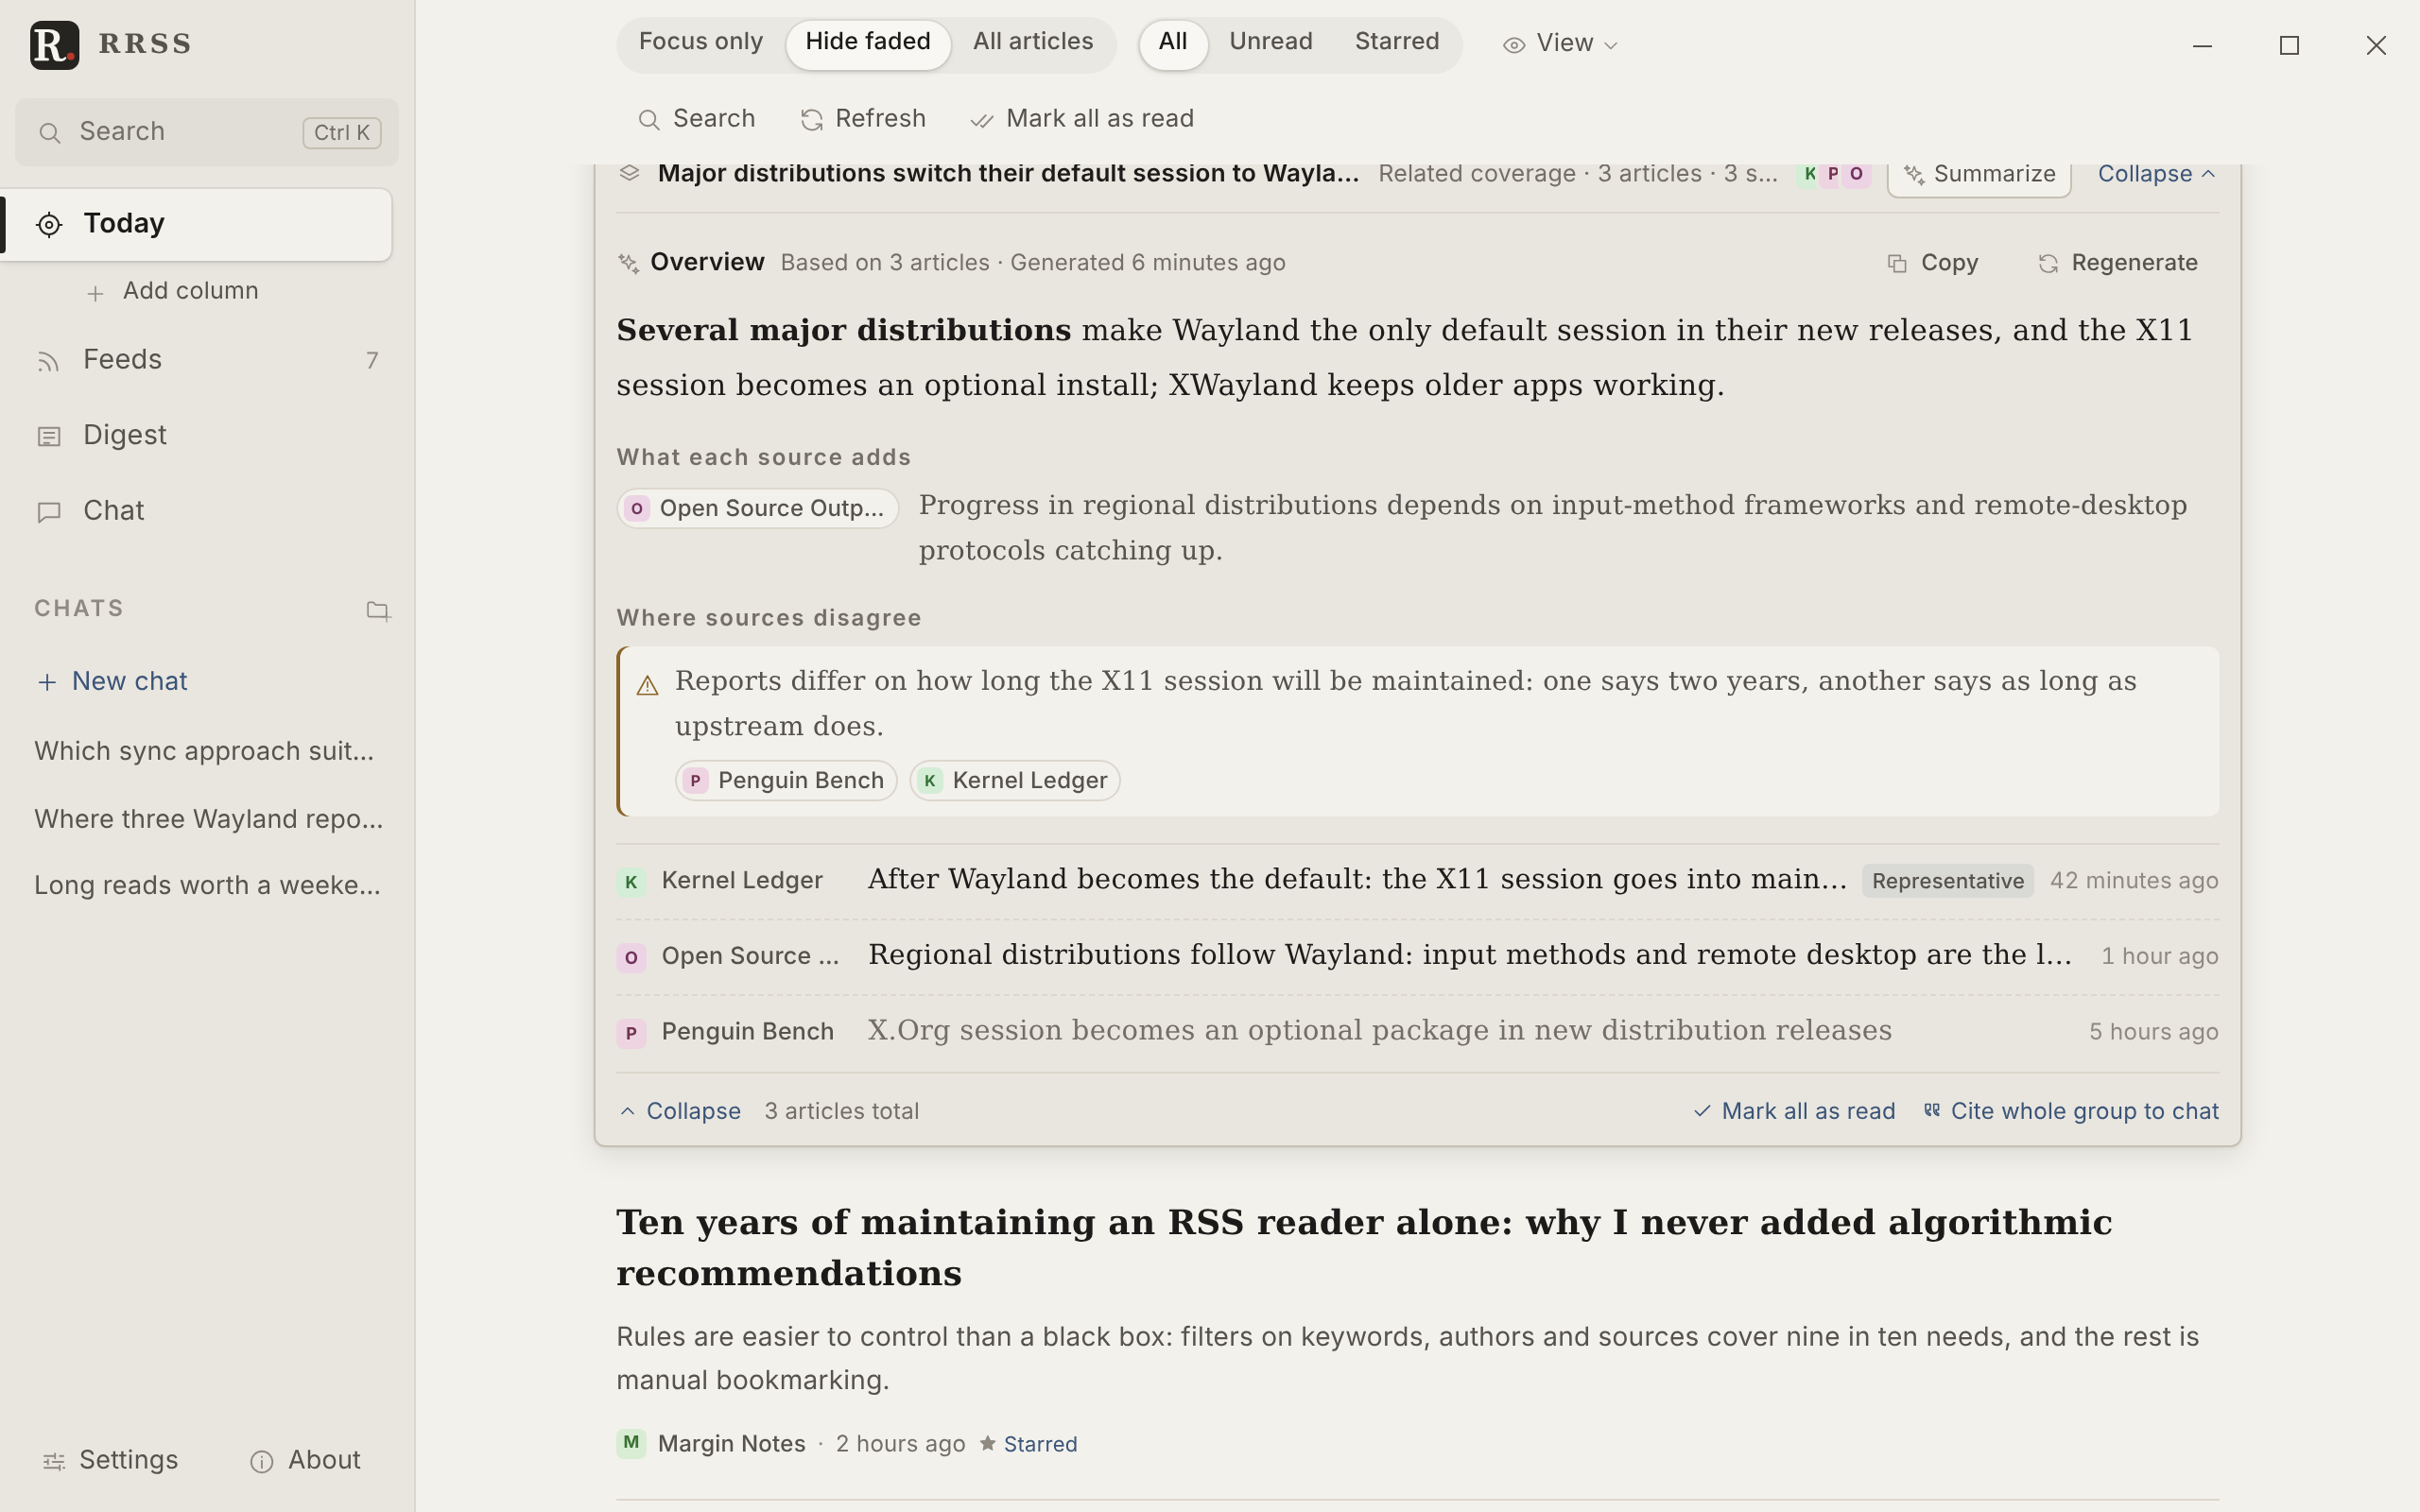 R. RRSS
Search Ctrl K
Today
Add column
Feeds 7
Digest
Chat
CHATS
New chat
Which sync approach suit...
Where three Wayland repo...
Long reads worth a weeke...
Settings About
Focus only Hide faded All articles All Unread Starred View
Search Refresh Mark all as read
Major distributions switch their default session to Wayla... Related coverage · 3 articles · 3 s... K P O Summarize Collapse
Overview Based on 3 articles · Generated 6 minutes ago Copy Regenerate
Several major distributions make Wayland the only default session in their new releases, and the X11
session becomes an optional install; XWayland keeps older apps working.
What each source adds
O Open Source Outp... Progress in regional distributions depends on input-method frameworks and remote-desktop
protocols catching up.
Where sources disagree
Reports differ on how long the X11 session will be maintained: one says two years, another says as long as
upstream does.
P Penguin Bench K Kernel Ledger
K Kernel Ledger After Wayland becomes the default: the X11 session goes into main... Representative 42 minutes ago
O Open Source ... Regional distributions follow Wayland: input methods and remote desktop are the l... 1 hour ago
P Penguin Bench X.Org session becomes an optional package in new distribution releases 5 hours ago
Collapse 3 articles total Mark all as read Cite whole group to chat
Ten years of maintaining an RSS reader alone: why I never added algorithmic
recommendations
Rules are easier to control than a black box: filters on keywords, authors and sources cover nine in ten needs, and the rest is
manual bookmarking.
M Margin Notes · 2 hours ago Starred